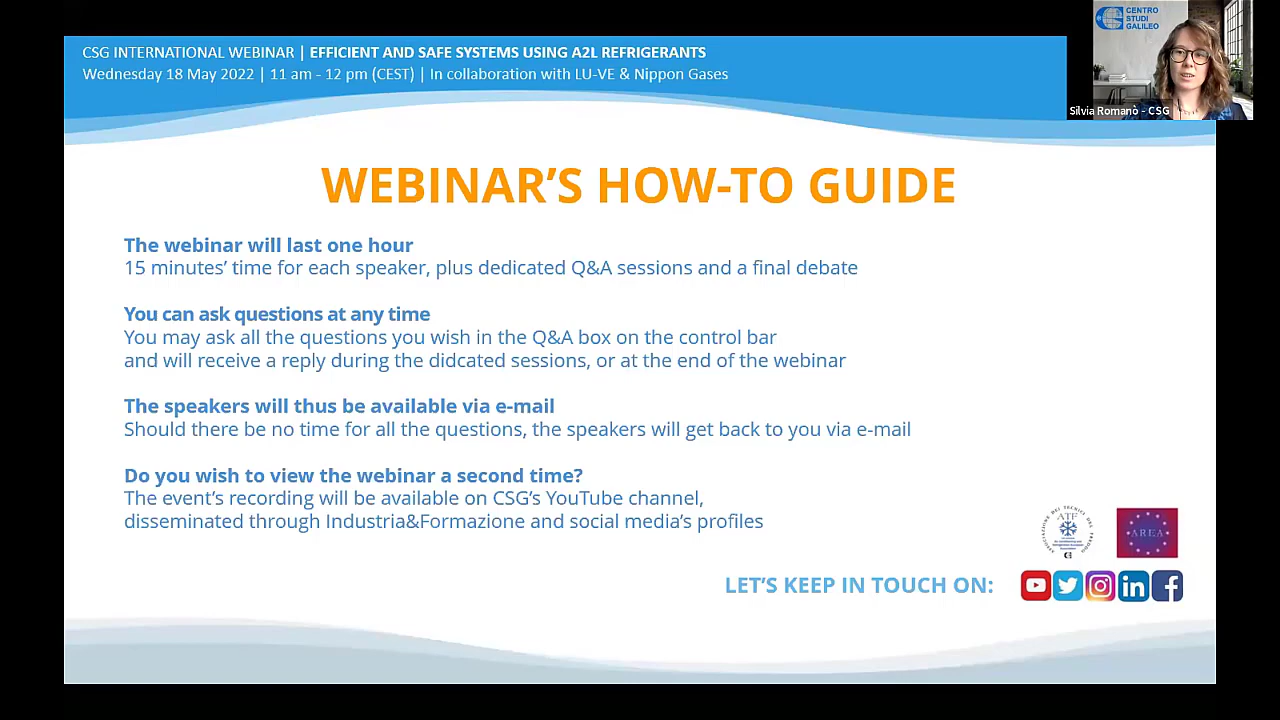 CSG INTERNATIONAL WEBINAR | EFFICIENT AND SAFE SYSTEMS USING A2L REFRIGERANTS
Wednesday 18 May 2022 | 11 am - 12 pm (CEST) | In collaboration with LU-VE & Nippon Gases
CENTRO
STUDI
GALILEO
Silvia Romanò - CSG
WEBINAR’S HOW-TO GUIDE
The webinar will last one hour
15 minutes’ time for each speaker, plus dedicated Q&A sessions and a final debate
You can ask questions at any time
You may ask all the questions you wish in the Q&A box on the control bar
and will receive a reply during the didcated sessions, or at the end of the webinar
The speakers will thus be available via e-mail
Should there be no time for all the questions, the speakers will get back to you via e-mail
Do you wish to view the webinar a second time?
The event’s recording will be available on CSG’s YouTube channel,
disseminated through Industria&Formazione and social media’s profiles
ASSOCIAZIONE DEI TECNICI DEL FREDDO
ATF
AREA
LET’S KEEP IN TOUCH ON: